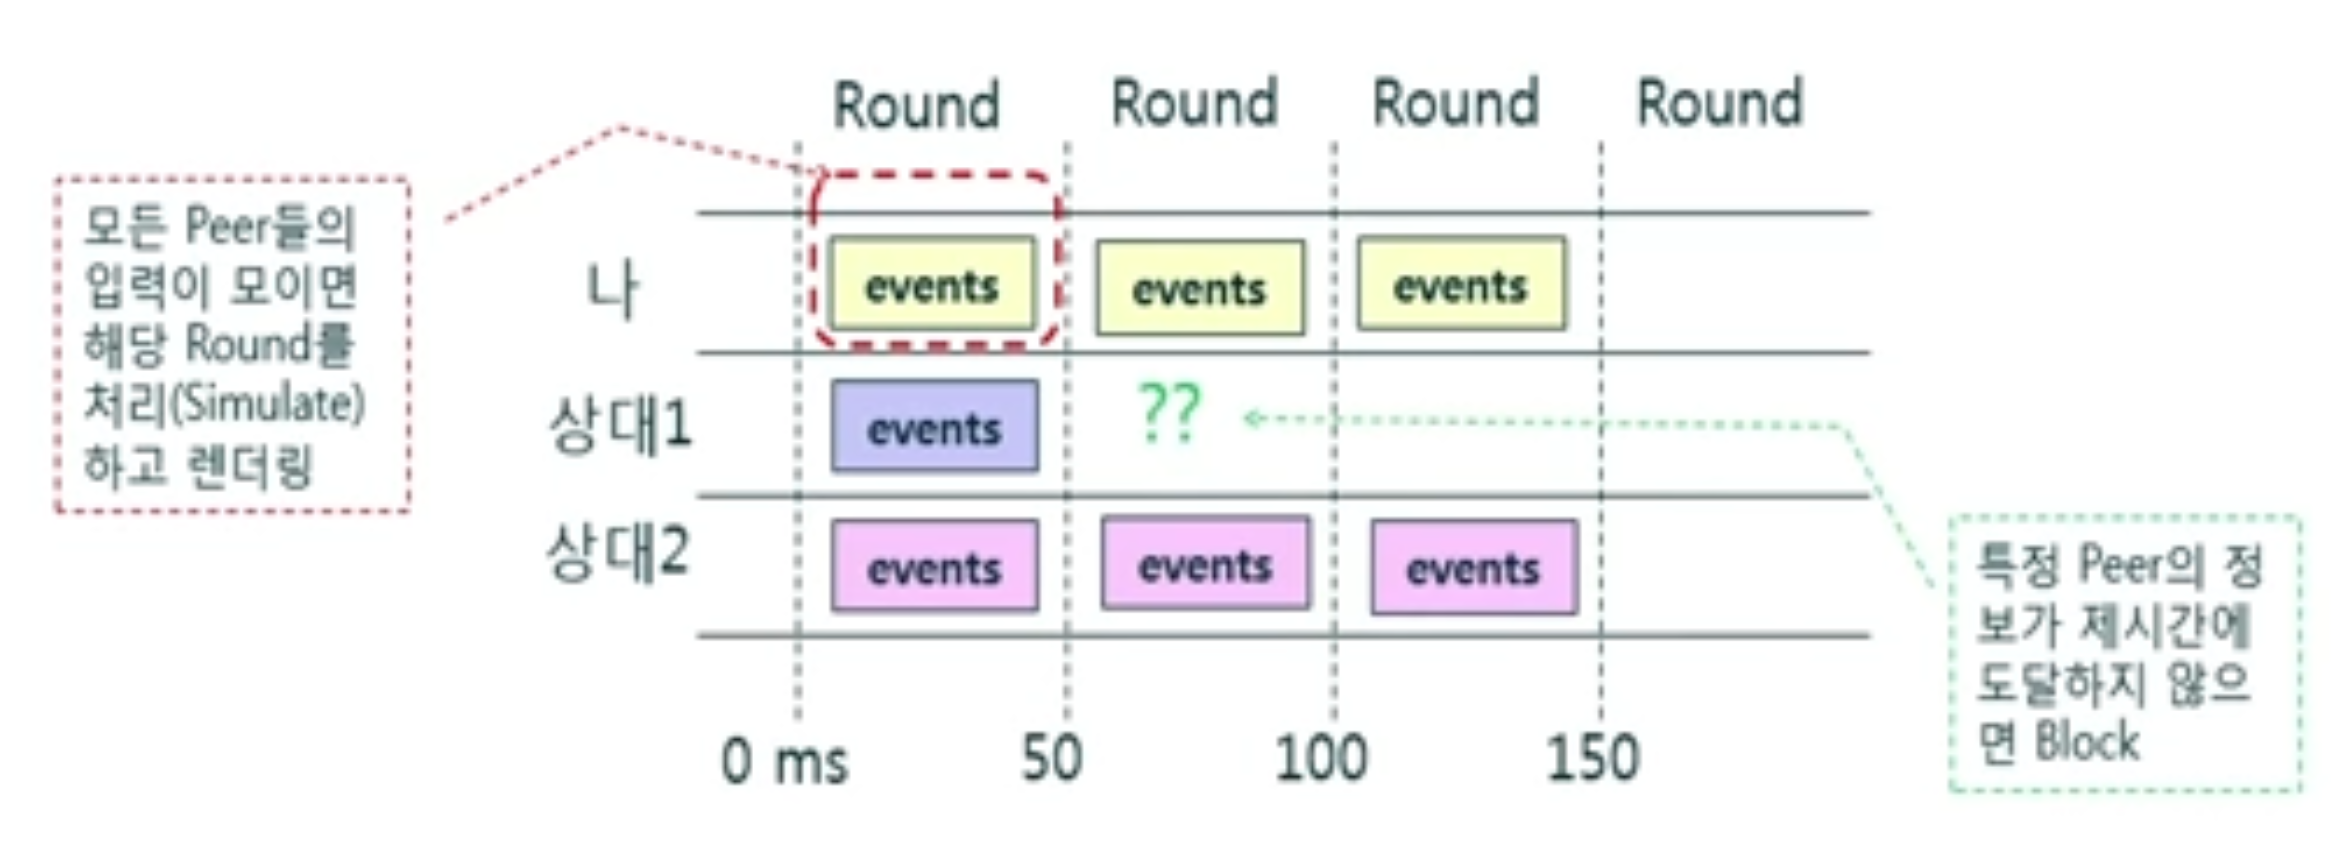 Round Round Round Round
모든 Peer들의
입력이 모이면
해당 Round를
처리(Simulate)
하고 렌더링
나 events events events
상대1 events ??
상대2 events events events
특정 Peer의 정
보가 제시간에
도달하지 않으
면 Block
0 ms 50 100 150